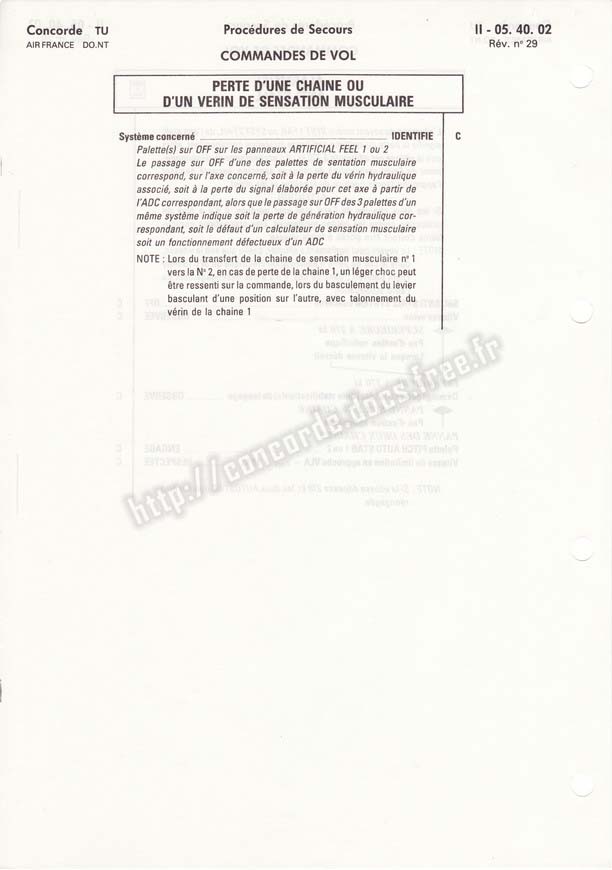 Concorde TU
AIR FRANCE DO.NT
Procédures de Secours
COMMANDES DE VOL
II - 05. 40. 02
Rév. n° 29
PERTE D'UNE CHAINE OU
D'UN VERIN DE SENSATION MUSCULAIRE
Système concerné IDENTIFIE C
Palette(s) sur OFF sur les panneaux ARTIFICIAL FEEL 1 ou 2
Le passage sur OFF d'une des palettes de sentation musculaire
correspond, sur l'axe concerné, soit à la perte du vérin hydraulique
associé, soit à la perte du signal élaborée pour cet axe à partir de
l'ADC correspondant, alors que le passage sur OFF des 3 palettes d'un
même système indique soit la perte de génération hydraulique cor-
respondant, soit le défaut d'un calculateur de sensation musculaire
soit un fonctionnement défectueux d'un ADC
NOTE : Lors du transfert de la chaine de sensation musculaire n° 1
vers la N° 2, en cas de perte de la chaine 1, un léger choc peut
être ressenti sur la commande, lors du basculement du levier
basculant d'une position sur l'autre, avec talonnement du
vérin de la chaine 1
http://concorde.docs.free.fr